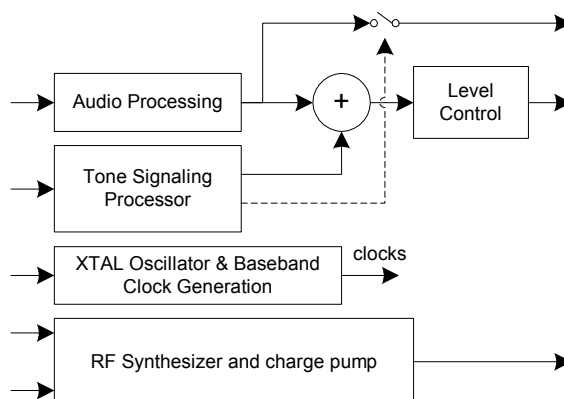 Audio Processing
+
Level
Control
Tone Signaling
Processor
XTAL Oscillator & Baseband
Clock Generation
clocks
RF Synthesizer and charge pump